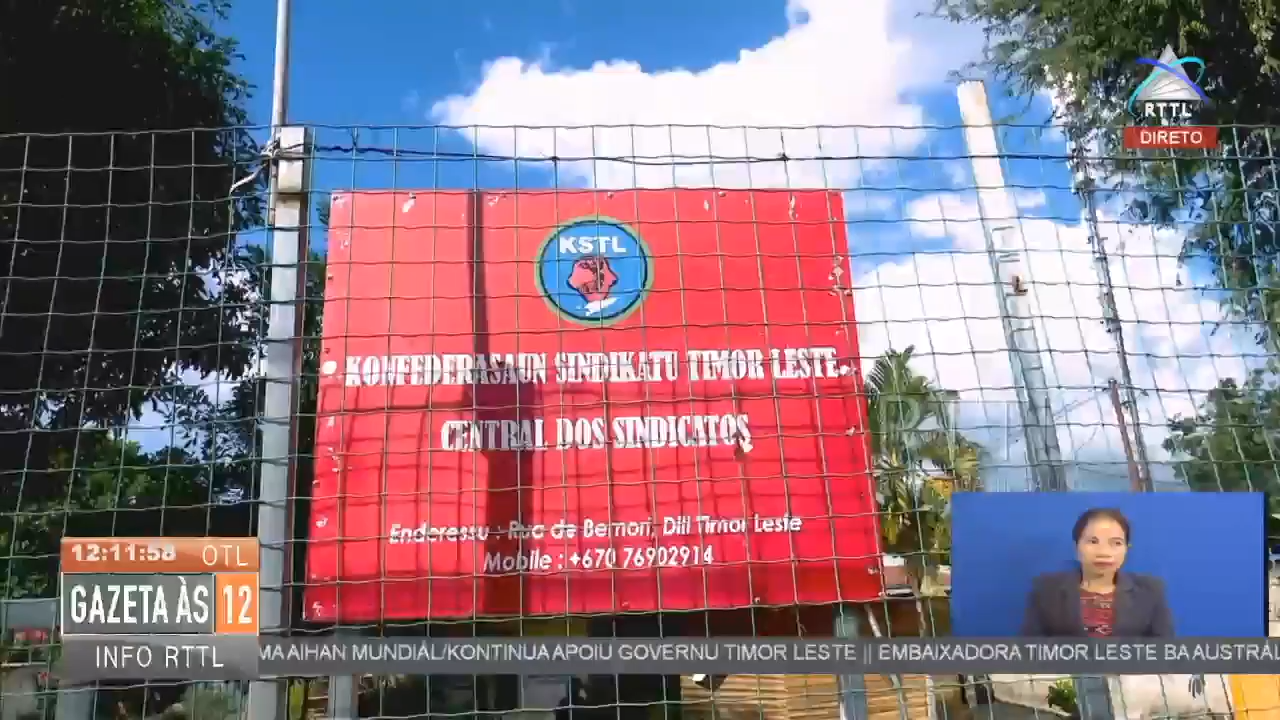 RTTL
DIRETO
KSTL
KONFEDERASAUN SINDIKATU TIMOR LESTE
CENTRAL DOS SINDICATOS
Enderessu : Rua de Bemori, Dili Timor Leste
Mobile : +670 76902914
12:11:58 OTL
GAZETA ÀS 12
INFO RTTL
MA AIHAN MUNDIÁL/KONTINUA APOIU GOVERNU TIMOR LESTE || EMBAIXADORA TIMOR LESTE BA AUSTRÁL